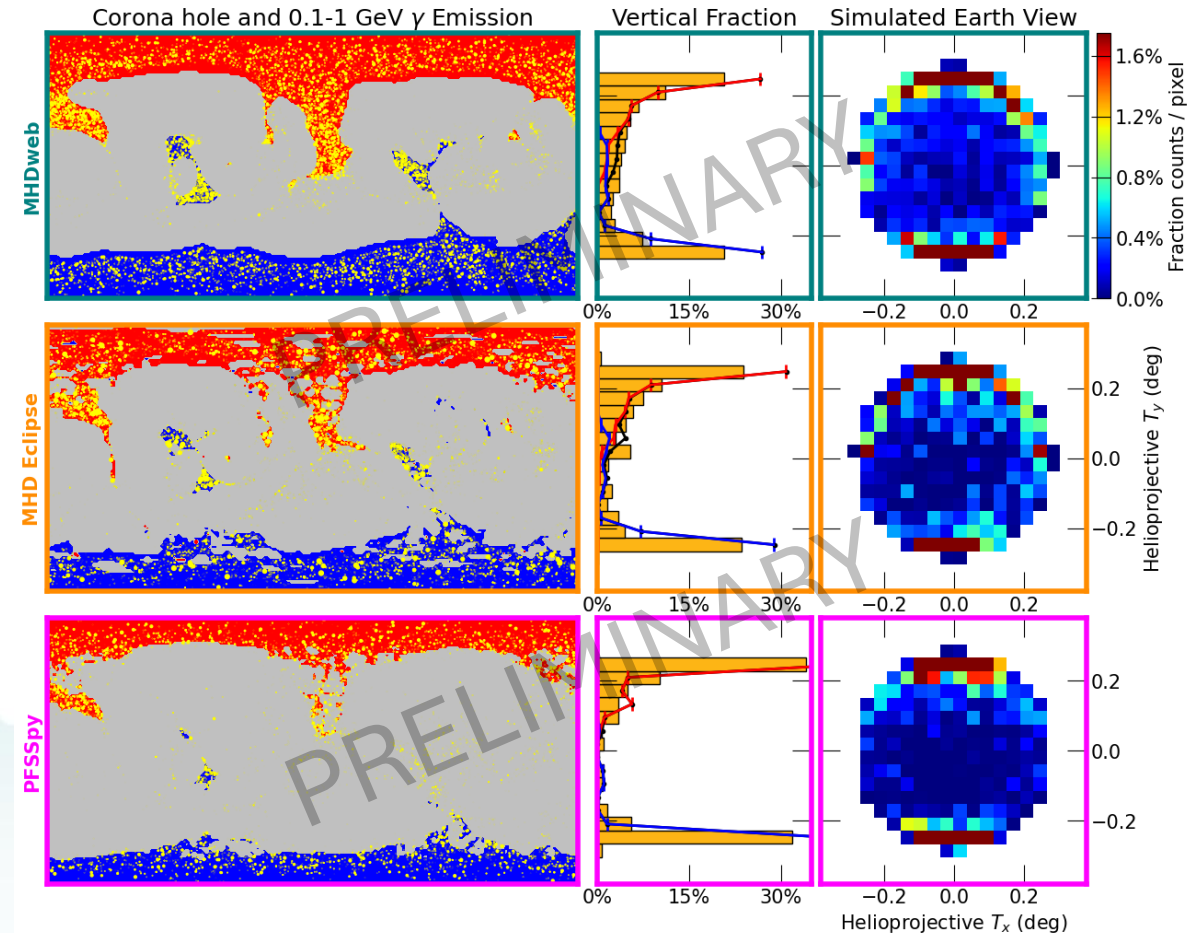 Corona hole and 0.1-1 GeV γ Emission
Vertical Fraction
Simulated Earth View
MHDweb
0% 15% 30%
−0.2 0.0 0.2
1.6%
1.2%
0.8%
0.4%
0.0%
Fraction counts / pixel
MHD Eclipse
0% 15% 30%
−0.2 0.0 0.2
0.2
0.0
−0.2
Helioprojective Ty (deg)
PFSSpy
0% 15% 30%
−0.2 0.0 0.2
0.2
0.0
−0.2
Helioprojective Tx (deg)
PRELIMINARY
PRELIMINARY